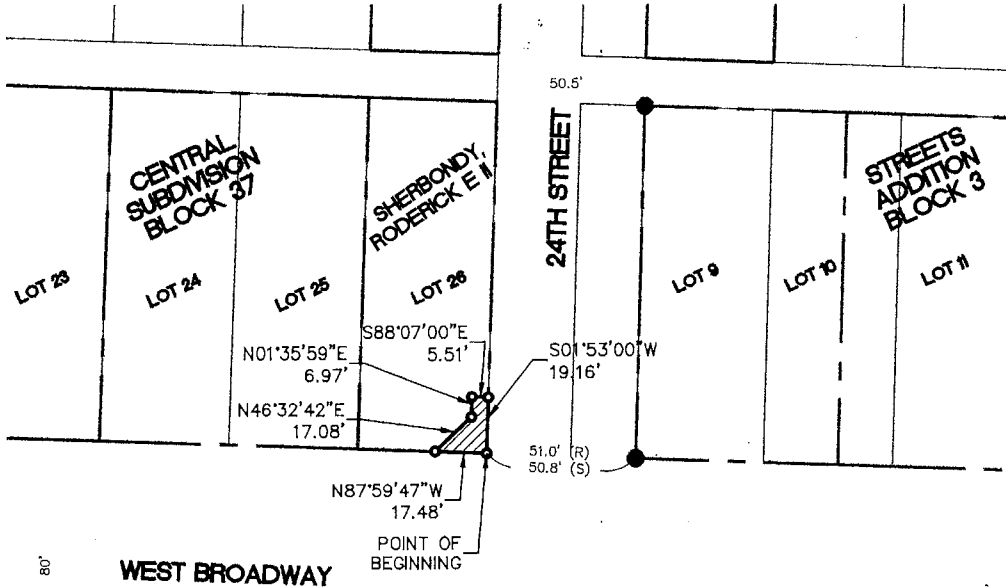 50.5'
CENTRAL
SUBDIVISION
BLOCK 37
SHERBONDY,
RODERICK E II
24TH STREET
STREETS
ADDITION
BLOCK 3
LOT 23
LOT 24
LOT 25
LOT 26
LOT 9
LOT 10
LOT 11
S88°07'00"E
5.51'
N01°35'59"E
6.97'
S01°53'00"W
19.16'
N46°32'42"E
17.08'
51.0' (R)
50.8' (S)
N87°59'47"W
17.48'
POINT OF
BEGINNING
80'
WEST BROADWAY